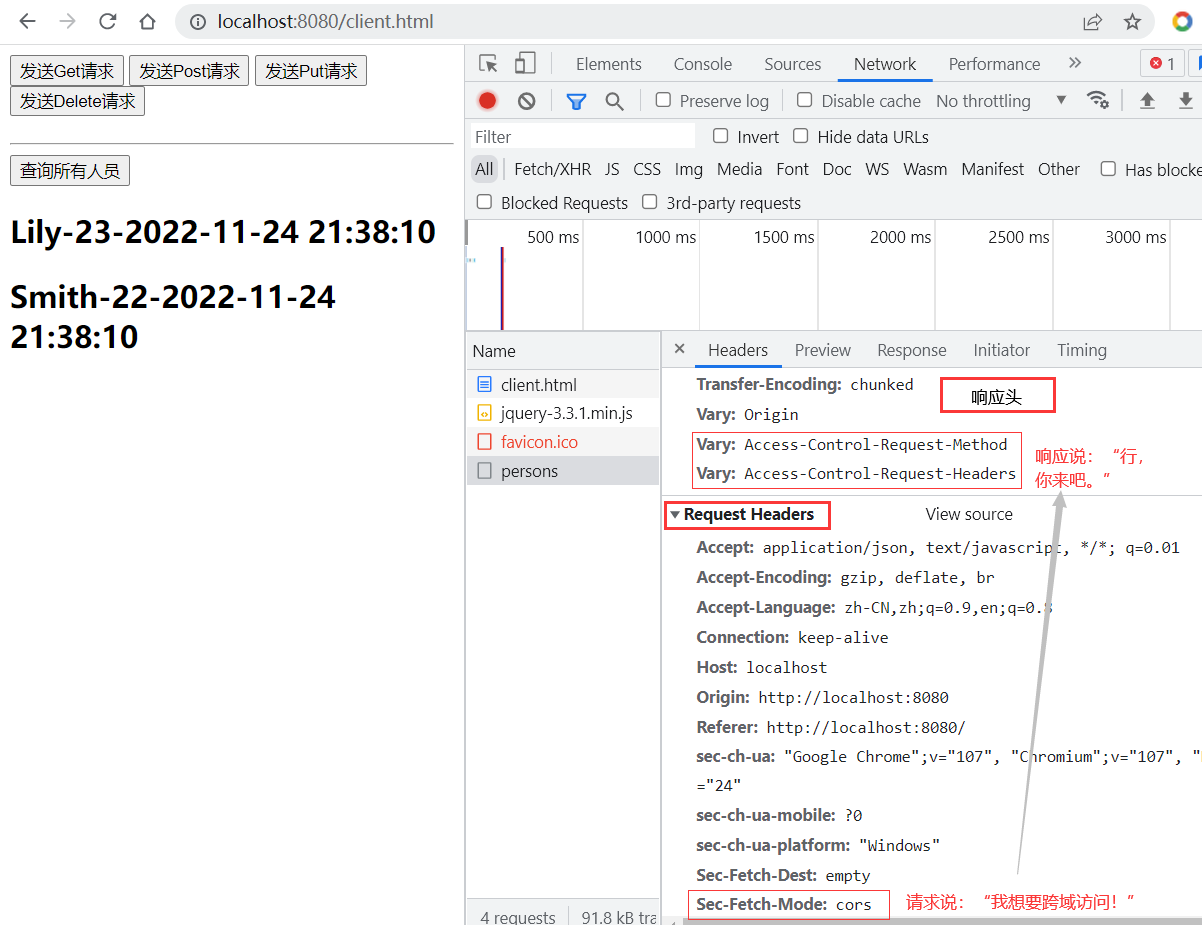 localhost:8080/client.html
发送Get请求 发送Post请求 发送Put请求
发送Delete请求
查询所有人员
Lily-23-2022-11-24 21:38:10
Smith-22-2022-11-24
21:38:10
Elements Console Sources Network Performance 1
Preserve log Disable cache No throttling
Filter Invert Hide data URLs
All Fetch/XHR JS CSS Img Media Font Doc WS Wasm Manifest Other Has blocke
Blocked Requests 3rd-party requests
500 ms 1000 ms 1500 ms 2000 ms 2500 ms 3000 ms
Name
client.html
jquery-3.3.1.min.js
favicon.ico
persons
4 requests 91.8 kB tra
Headers Preview Response Initiator Timing
Transfer-Encoding: chunked
响应头
Vary: Origin
Vary: Access-Control-Request-Method
Vary: Access-Control-Request-Headers
响应说：“行，
你来吧。”
Request Headers View source
Accept: application/json, text/javascript, */*; q=0.01
Accept-Encoding: gzip, deflate, br
Accept-Language: zh-CN,zh;q=0.9,en;q=0.8
Connection: keep-alive
Host: localhost
Origin: http://localhost:8080
Referer: http://localhost:8080/
sec-ch-ua: "Google Chrome";v="107", "Chromium";v="107", "
="24"
sec-ch-ua-mobile: ?0
sec-ch-ua-platform: "Windows"
Sec-Fetch-Dest: empty
Sec-Fetch-Mode: cors
请求说：“我想要跨域访问！”